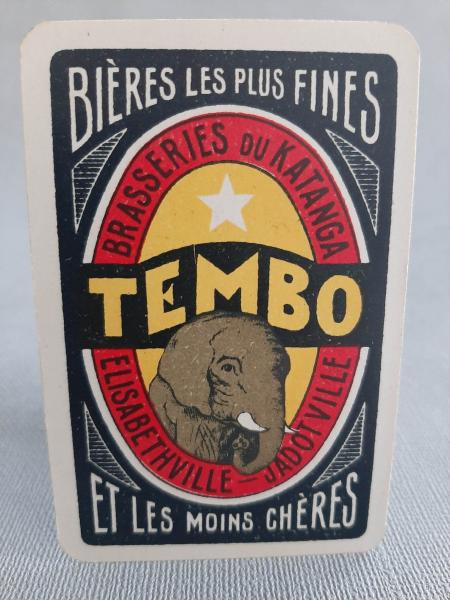 BIÈRES LES PLUS FINES
BRASSERIES DU KATANGA
TEMBO
ELISABETHVILLE — JADOTVILLE
ET LES MOINS CHÈRES